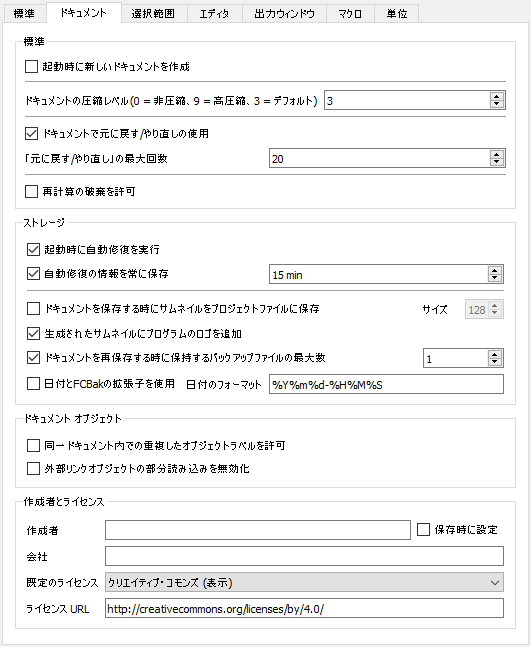 標準 ドキュメント 選択範囲 エディタ 出力ウィンドウ マクロ 単位
標準
起動時に新しいドキュメントを作成
ドキュメントの圧縮レベル(0 = 非圧縮、9 = 高圧縮、3 = デフォルト) 3
ドキュメントで元に戻す/やり直しの使用
「元に戻す/やり直し」の最大回数 20
再計算の破棄を許可
ストレージ
起動時に自動修復を実行
自動修復の情報を常に保存 15 min
ドキュメントを保存する時にサムネイルをプロジェクトファイルに保存 サイズ 128
生成されたサムネイルにプログラムのロゴを追加
ドキュメントを再保存する時に保持するバックアップファイルの最大数 1
日付とFCBakの拡張子を使用 日付のフォーマット %Y%m%d-%H%M%S
ドキュメント オブジェクト
同一ドキュメント内での重複したオブジェクトラベルを許可
外部リンクオブジェクトの部分読み込みを無効化
作成者とライセンス
作成者 保存時に設定
会社
既定のライセンス クリエイティブ・コモンズ (表示)
ライセンス URL http://creativecommons.org/licenses/by/4.0/